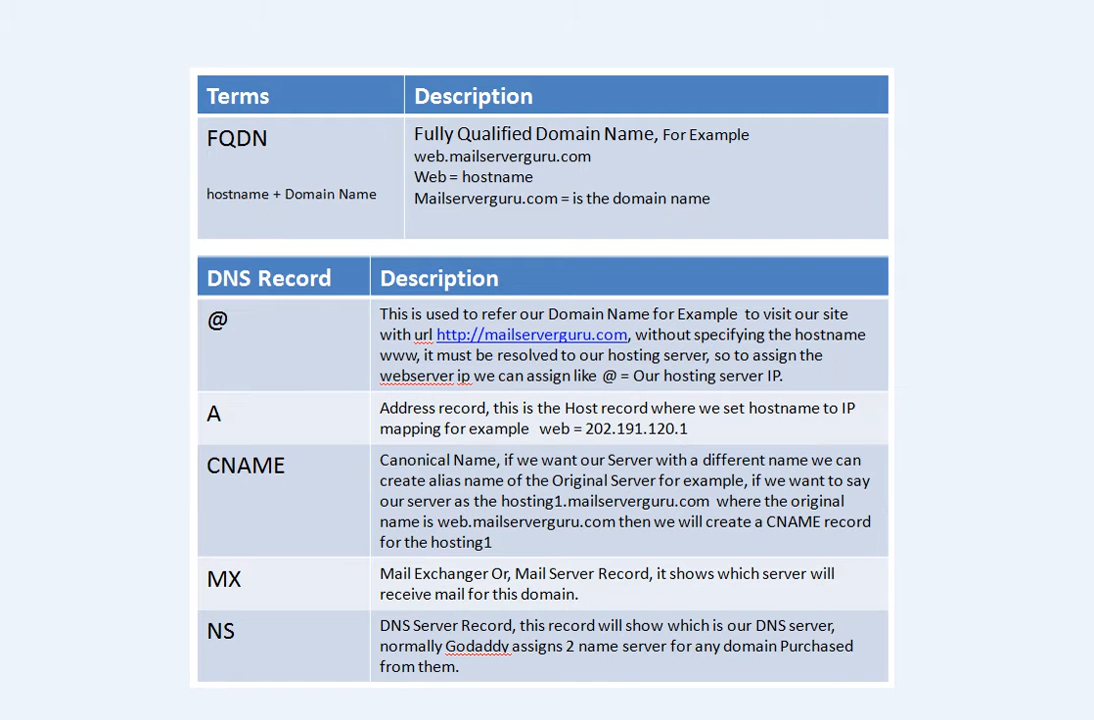 Terms Description
FQDN
hostname + Domain Name
Fully Qualified Domain Name, For Example
web.mailserverguru.com
Web = hostname
Mailserverguru.com = is the domain name
DNS Record Description
@
This is used to refer our Domain Name for Example to visit our site
with url http://mailserverguru.com, without specifying the hostname
www, it must be resolved to our hosting server, so to assign the
webserver ip we can assign like @ = Our hosting server IP.
A
Address record, this is the Host record where we set hostname to IP
mapping for example web = 202.191.120.1
CNAME
Canonical Name, if we want our Server with a different name we can
create alias name of the Original Server for example, if we want to say
our server as the hosting1.mailserverguru.com where the original
name is web.mailserverguru.com then we will create a CNAME record
for the hosting1
MX
Mail Exchanger Or, Mail Server Record, it shows which server will
receive mail for this domain.
NS
DNS Server Record, this record will show which is our DNS server,
normally Godaddy assigns 2 name server for any domain Purchased
from them.